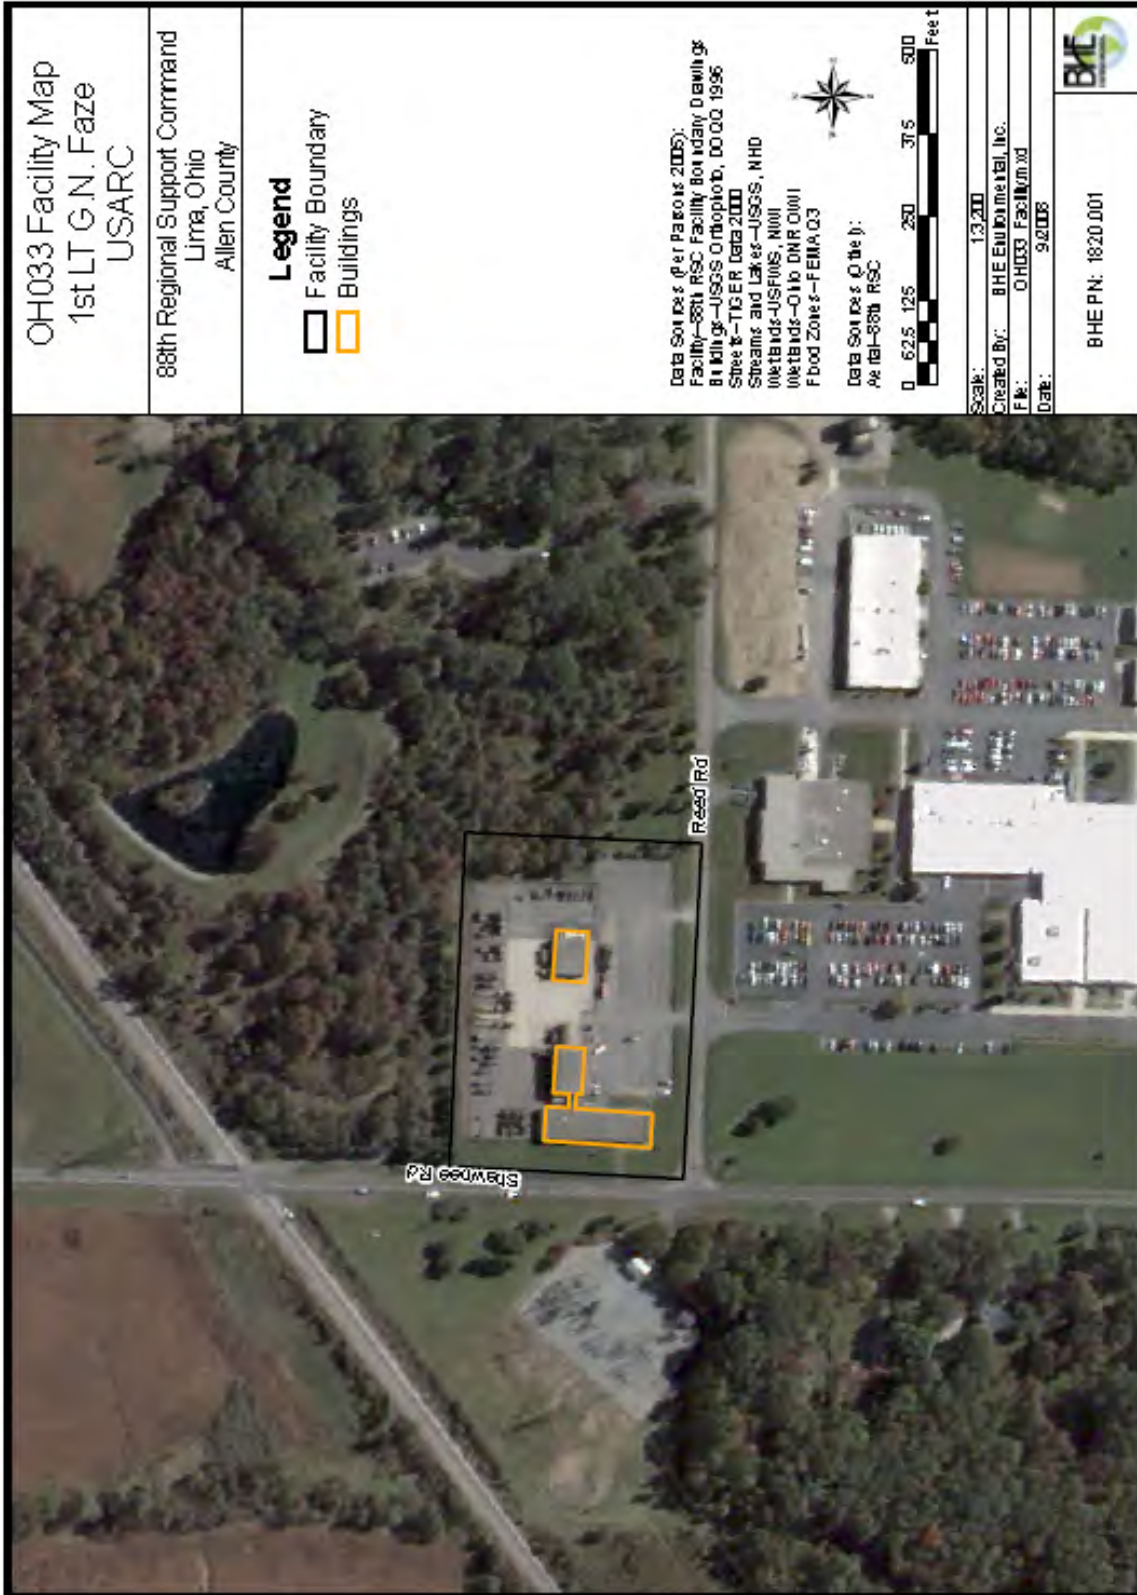 OH033 Facility Map
1st LT G.N. Faze
USARC
88th Regional Support Command
Lima, Ohio
Allen County
Legend
Facility Boundary
Buildings
Data Sources (Per Parsons 2005):
Facility--88th RSC Facility Boundary Drawings
Buildings--USGS Orthophoto, DOQQ 1996
Streets--TIGER Data 2000
Streams and Lakes--USGS, NHD
Wetlands-USFWS, NWI
Wetlands--Ohio DNR OWI
Flood Zones--FEMA Q3
Data Sources (Other):
Aerial--88th RSC
0 62.5 125 250 375 500
Feet
Scale: 1:3,200
Created By: BHE Environmental, Inc.
File: OH033 Facility.mxd
Date: 9/2008
BHE PN: 1820.001
BHE
Shawnee Rd
Reed Rd